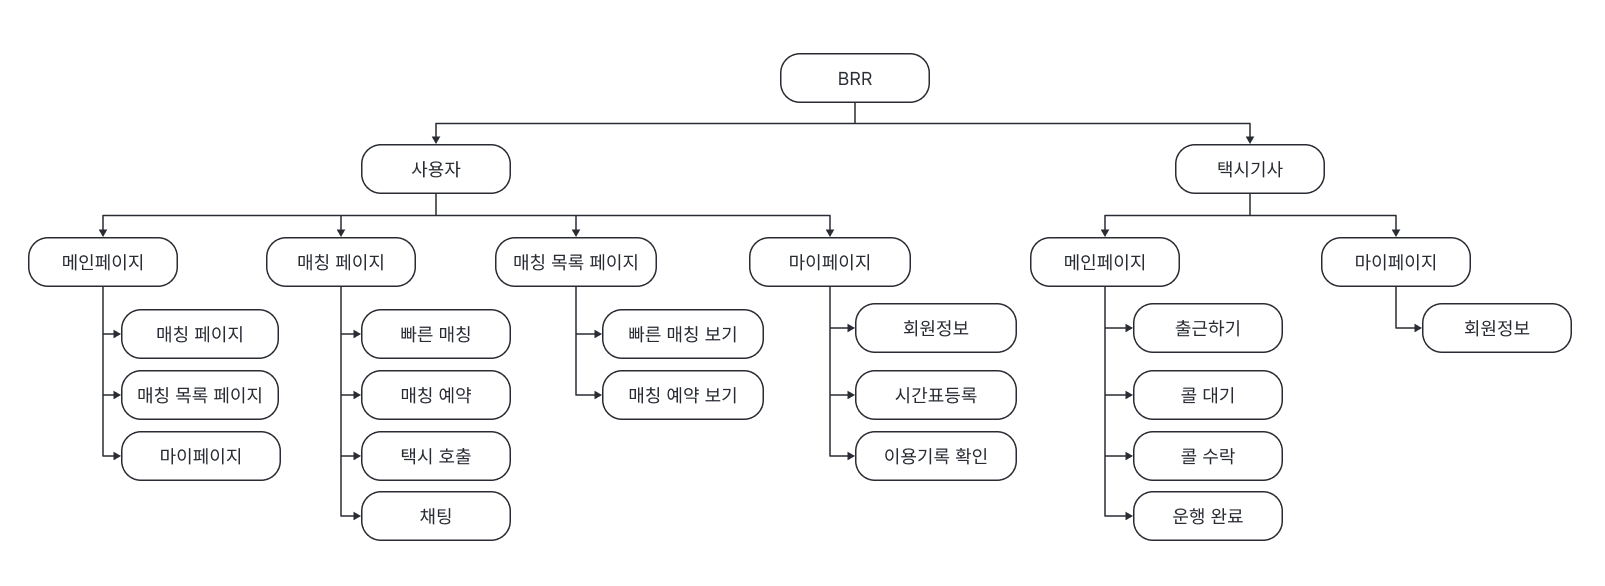 BRR
사용자
택시기사
메인페이지
매칭 페이지
매칭 목록 페이지
마이페이지
메인페이지
마이페이지
매칭 페이지
매칭 목록 페이지
마이페이지
빠른 매칭
매칭 예약
택시 호출
채팅
빠른 매칭 보기
매칭 예약 보기
회원정보
시간표등록
이용기록 확인
출근하기
콜 대기
콜 수락
운행 완료
회원정보